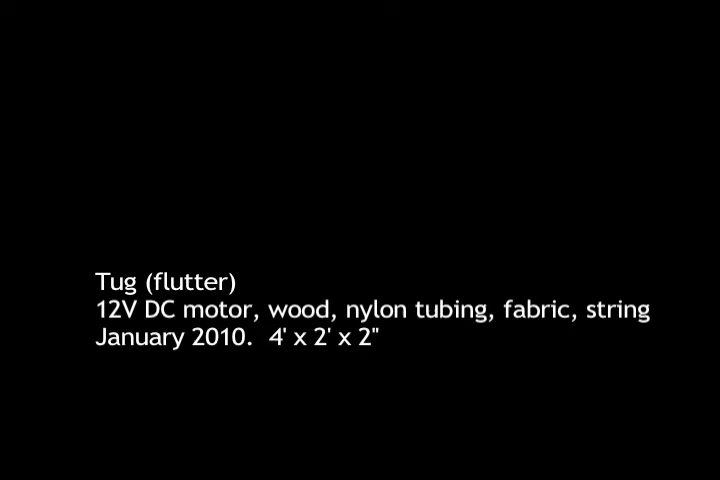 Tug (flutter)
12V DC motor, wood, nylon tubing, fabric, string
January 2010.  4' x 2' x 2"